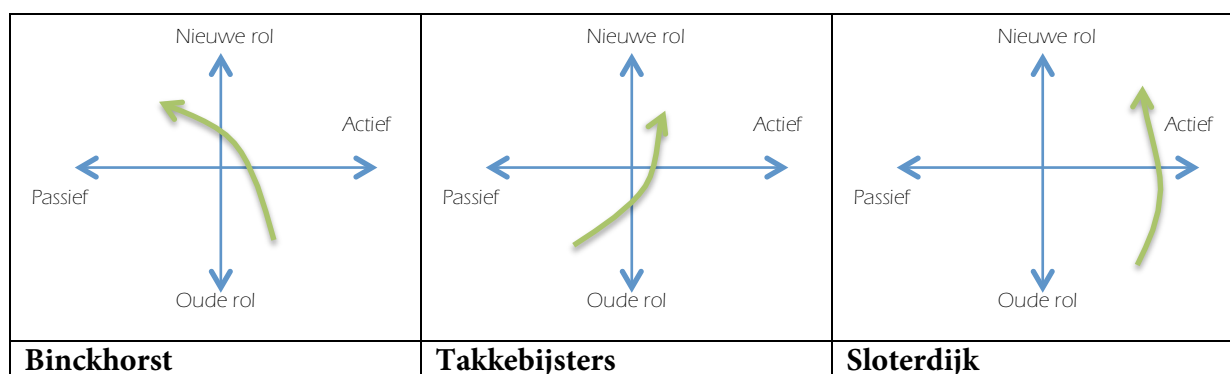 Nieuwe rol
Actief
Passief
Oude rol
Binckhorst
Nieuwe rol
Actief
Passief
Oude rol
Takkebijsters
Nieuwe rol
Actief
Passief
Oude rol
Sloterdijk